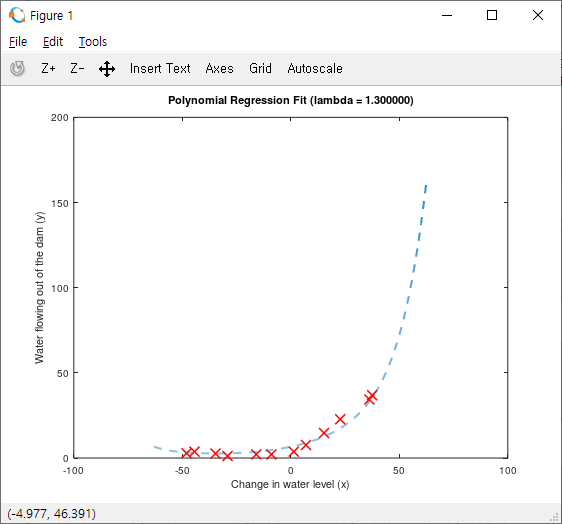 Figure 1
File Edit Tools
Z+ Z- Insert Text Axes Grid Autoscale
Polynomial Regression Fit (lambda = 1.300000)
200
150
100
50
0
Water flowing out of the dam (y)
-100 -50 0 50 100
Change in water level (x)
(-4.977, 46.391)